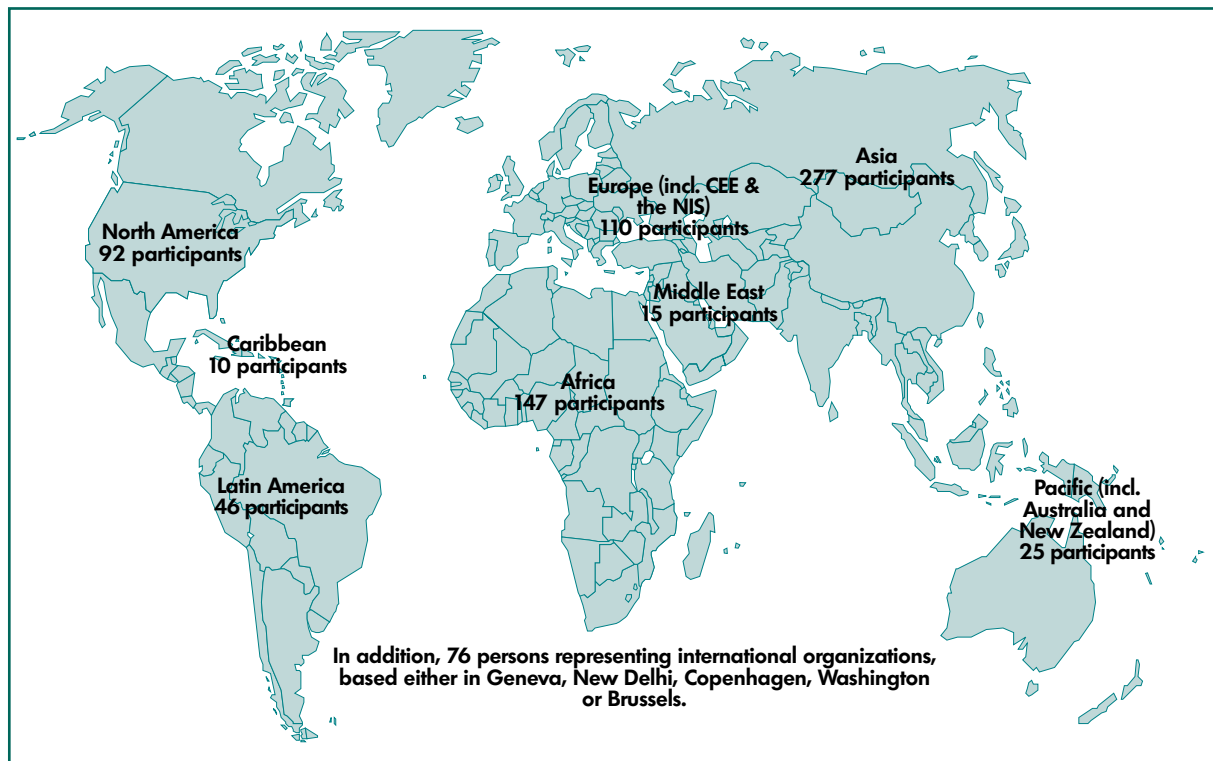 Asia
277 participants
Europe (incl. CEE &
the NIS)
110 participants
North America
92 participants
Middle East
15 participants
Caribbean
10 participants
Africa
147 participants
Latin America
46 participants
Pacific (incl.
Australia and
New Zealand)
25 participants
In addition, 76 persons representing international organizations,
based either in Geneva, New Delhi, Copenhagen, Washington
or Brussels.